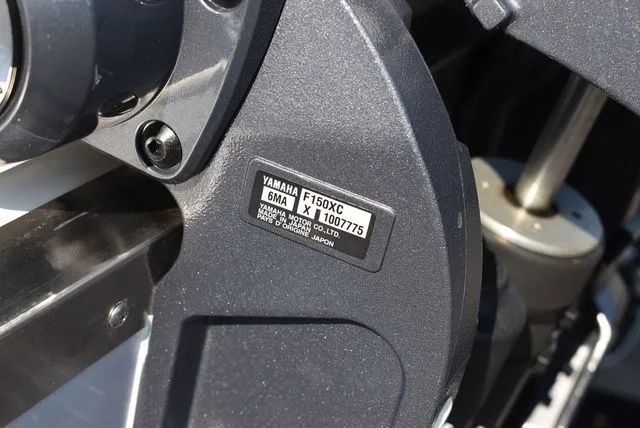 YAMAHA F150XC
6MA X 1007775
YAMAHA MOTOR CO.,LTD.
MADE IN JAPAN
PAYS D'ORIGINE JAPON